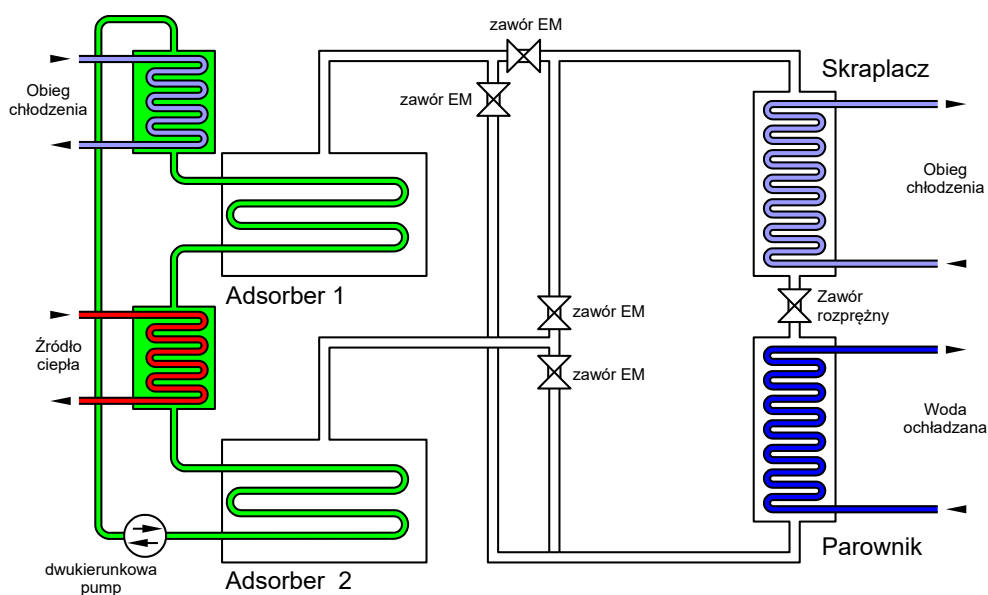 zawór EM
Skraplacz
Obieg
chłodzenia
zawór EM
Obieg
chłodzenia
Adsorber 1
Zawór
rozprężny
zawór EM
Źródło
ciepła
zawór EM
Woda
ochładzana
Parownik
dwukierunkowa
pump
Adsorber 2